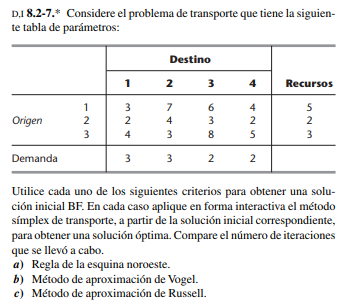 D,I 8.2-7.* Considere el problema de transporte que tiene la siguien-
te tabla de parámetros:
Destino
1 2 3 4 Recursos
1 3 7 6 4 5
Origen 2 2 4 3 2 2
3 4 3 8 5 3
Demanda 3 3 2 2
Utilice cada uno de los siguientes criterios para obtener una solu-
ción inicial BF. En cada caso aplique en forma interactiva el método
símplex de transporte, a partir de la solución inicial correspondiente,
para obtener una solución óptima. Compare el número de iteraciones
que se llevó a cabo.
a) Regla de la esquina noroeste.
b) Método de aproximación de Vogel.
c) Método de aproximación de Russell.